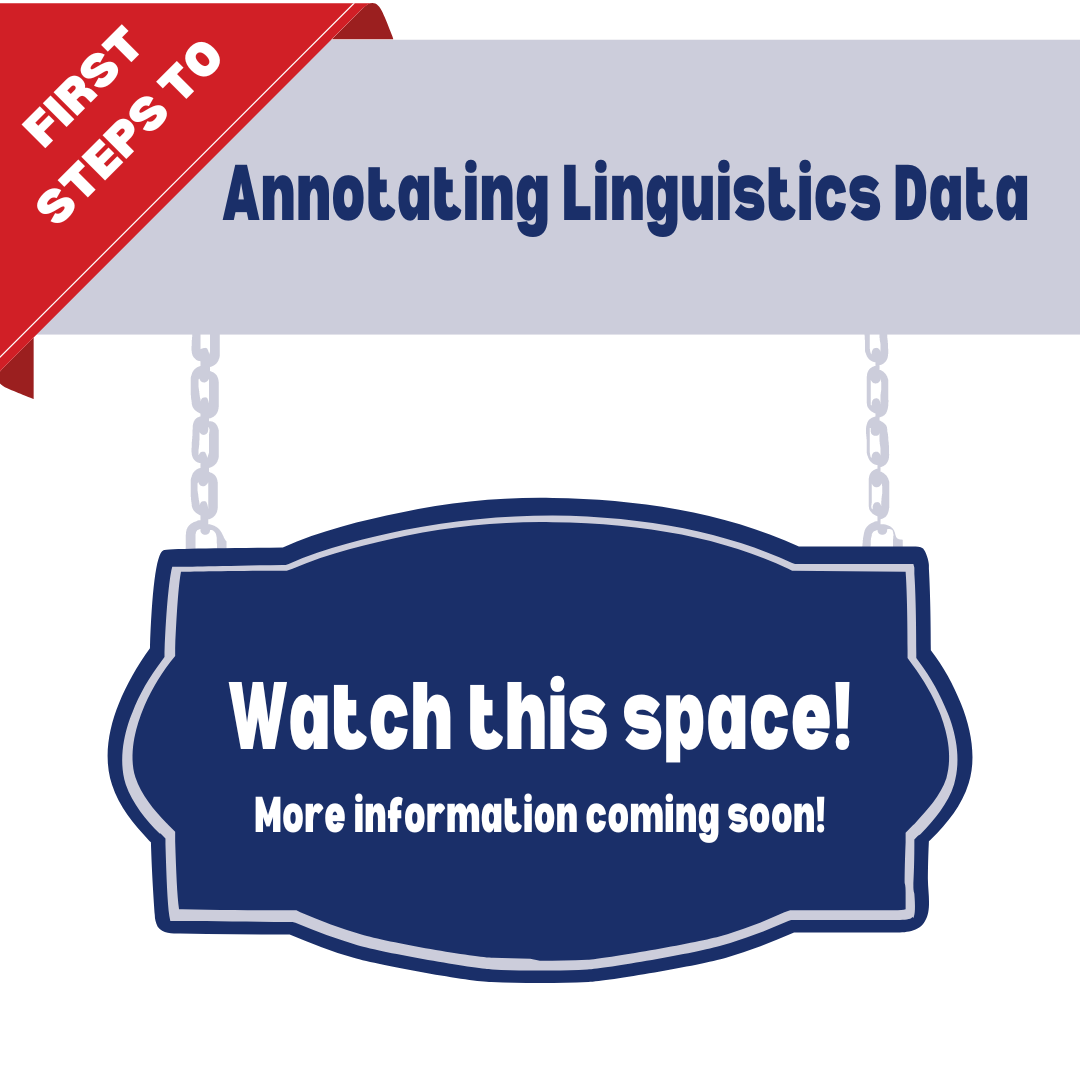 FIRST
STEPS TO
Annotating Linguistics Data
Watch this space!
More information coming soon!